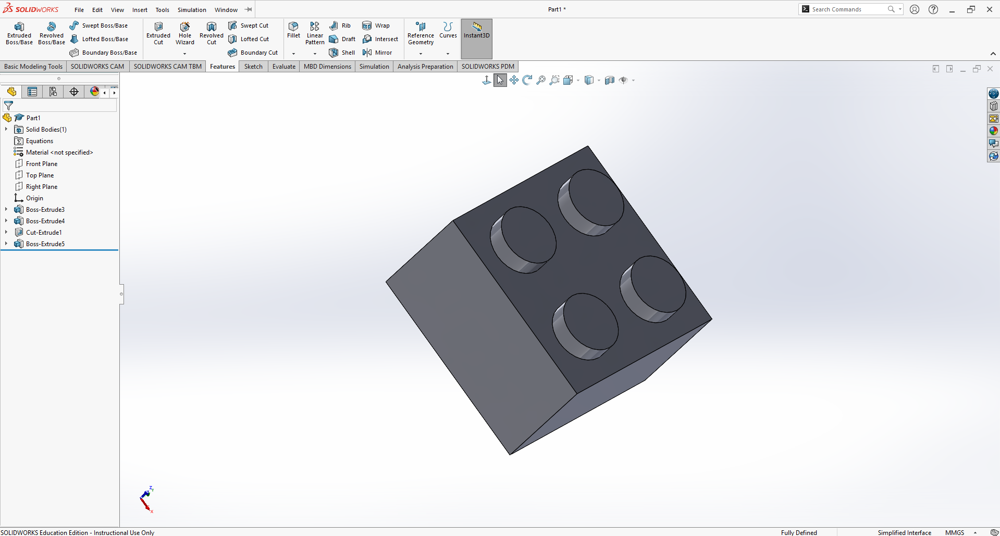 SOLIDWORKS File Edit View Insert Tools Simulation Window Part1 * Search Commands
Extruded Boss/Base
Revolved Boss/Base
Swept Boss/Base
Lofted Boss/Base
Boundary Boss/Base
Extruded Cut
Hole Wizard
Revolved Cut
Swept Cut
Lofted Cut
Boundary Cut
Fillet
Linear Pattern
Rib
Draft
Shell
Wrap
Intersect
Mirror
Reference Geometry
Curves
Instant3D
Basic Modeling Tools SOLIDWORKS CAM SOLIDWORKS CAM TBM Features Sketch Evaluate MBD Dimensions Simulation Analysis Preparation SOLIDWORKS PDM
Part1
Solid Bodies(1)
Equations
Material <not specified>
Front Plane
Top Plane
Right Plane
Origin
Boss-Extrude3
Boss-Extrude4
Cut-Extrude1
Boss-Extrude5
Z
Y
X
SOLIDWORKS Education Edition - Instructional Use Only Fully Defined Simplified Interface MMGS